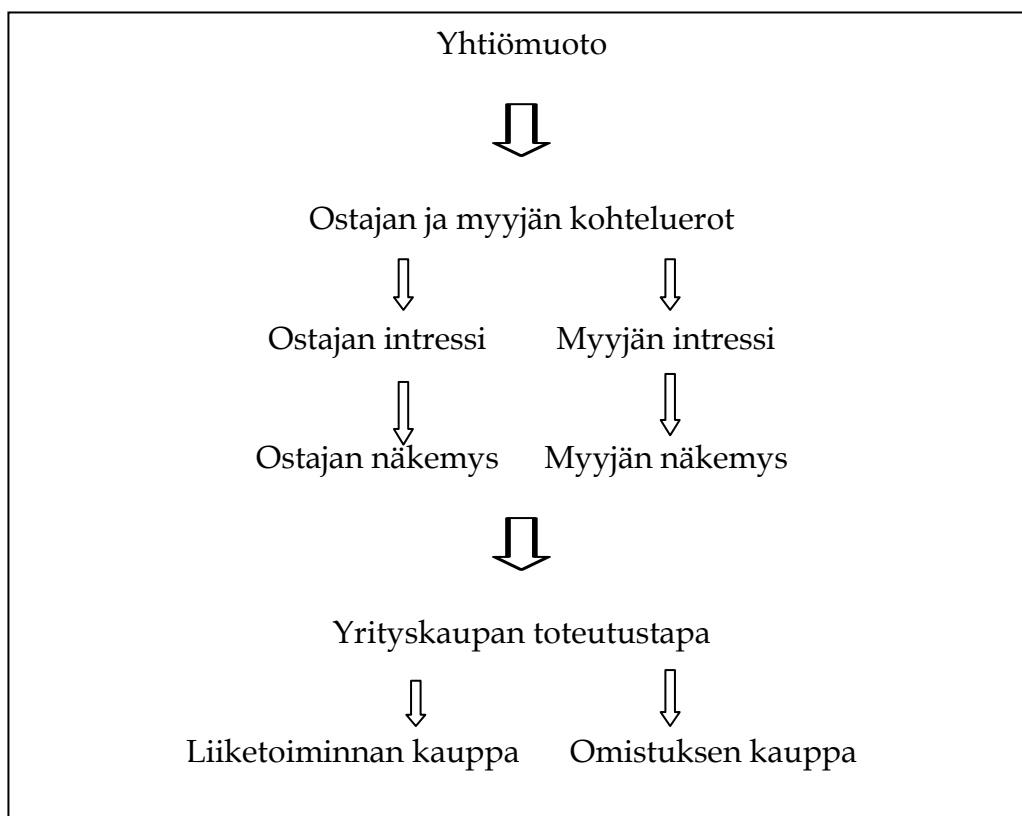 Yhtiömuoto
Ostajan ja myyjän kohteluerot
Ostajan intressi Myyjän intressi
Ostajan näkemys Myyjän näkemys
Yrityskaupan toteutustapa
Liiketoiminnan kauppa Omistuksen kauppa